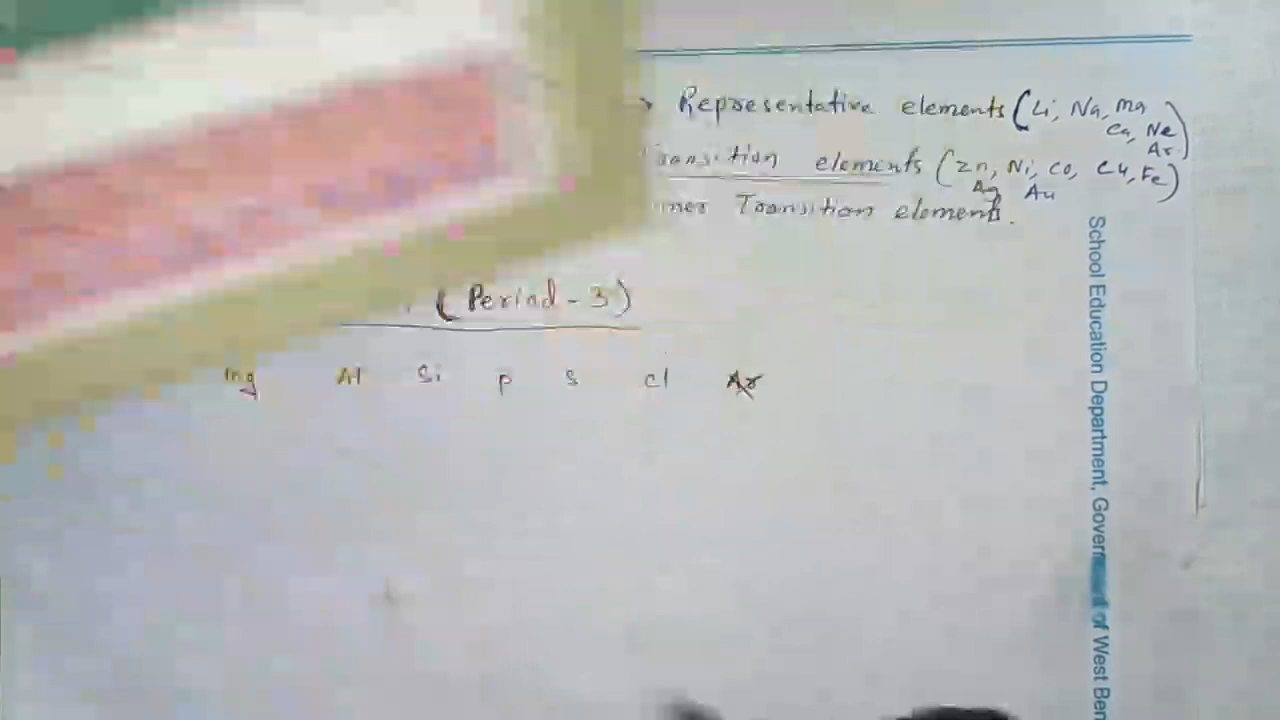 Representative elements (Li, Na, Mg
Ca, Ne
Ar)
Transition elements (Zn, Ni, Co, Cu, Fe)
Ag Au
Transition elements.
(Period - 3)
Mg Al Si P S Cl Ar
School Education Department, Government of West Ben